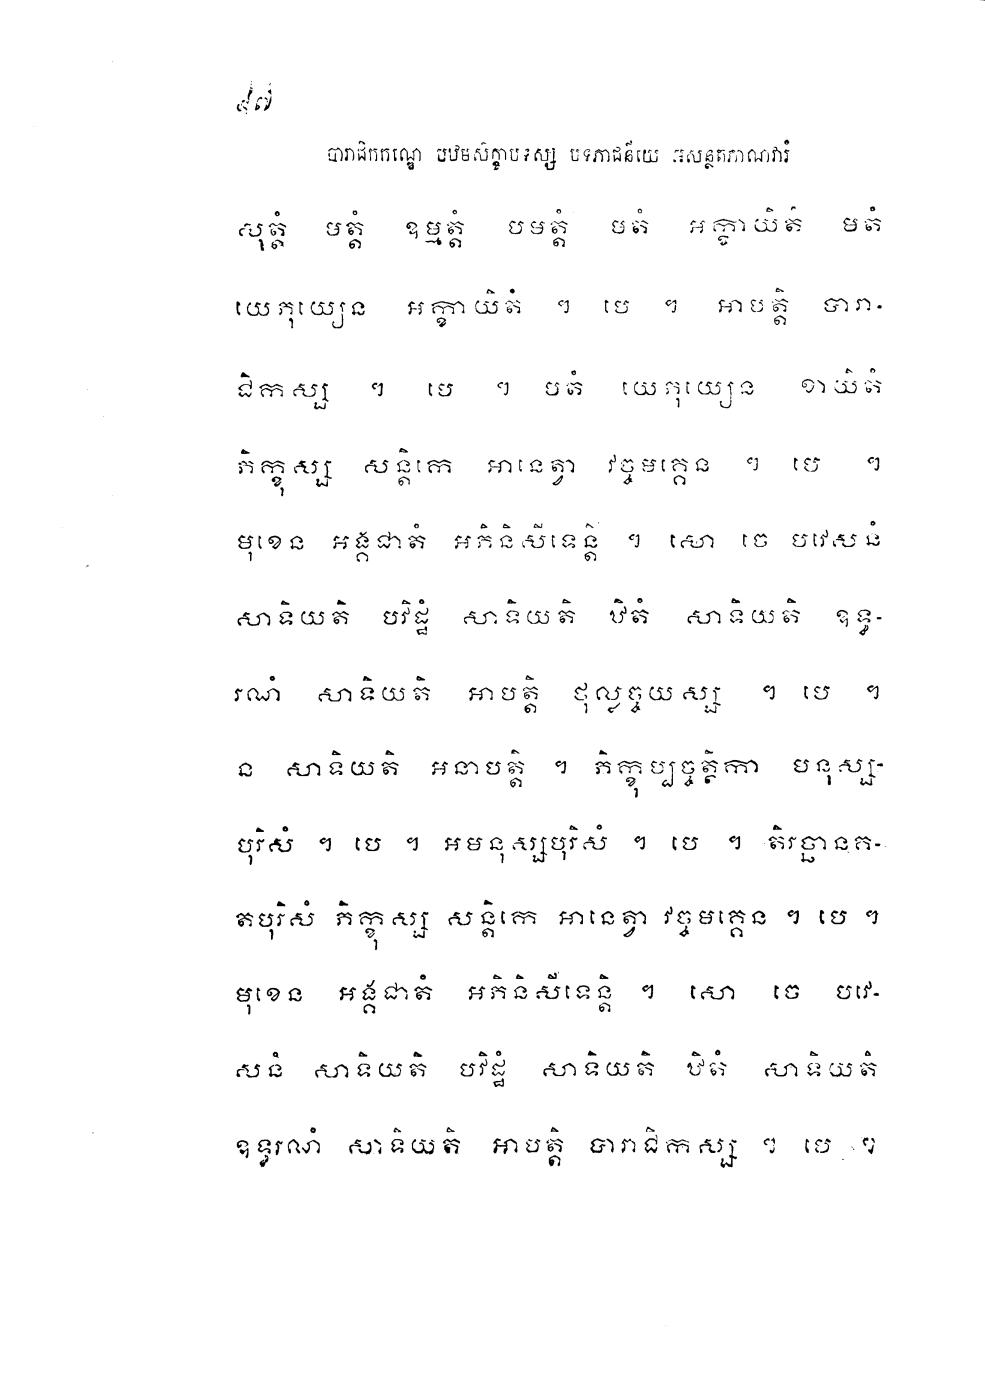 ៩៧
បារាជិកកណ្ឌេ បឋមសិក្ខាបទស្ស បទភាជនីយេ អសន្ថតភាណវារំ
សុត្តំ មត្តំ ឧម្មត្តំ បមត្តំ មតំ អក្ខាយិតំ មតំ
យេភុយ្យេន អក្ខាយិតំ ។ បេ ។ អាបត្តិ បារា-
ជិកស្ស ។ បេ ។ មតំ យេភុយ្យេន ខាយិតំ
ភិក្ខុស្ស សន្តិកេ អានេត្វា វច្ចមគ្គេន ។ បេ ។
មុខេន អង្គជាតំ អភិនិសីទេន្តិ ។ សោ ចេ បវេសនំ
សាទិយតិ បវិដ្ឋំ សាទិយតិ ឋិតំ សាទិយតិ ឧទ្ធ-
រណំ សាទិយតិ អាបត្តិ ថុល្លច្ចយស្ស ។ បេ ។
ន សាទិយតិ អនាបត្តិ ។ ភិក្ខុប្បច្ចត្ថិកា មនុស្ស-
បុរិសំ ។ បេ ។ អមនុស្សបុរិសំ ។ បេ ។ តិរច្ឆានគ-
តបុរិសំ ភិក្ខុស្ស សន្តិកេ អានេត្វា វច្ចមគ្គេន ។ បេ ។
មុខេន អង្គជាតំ អភិនិសីទេន្តិ ។ សោ ចេ បវេ-
សនំ សាទិយតិ បវិដ្ឋំ សាទិយតិ ឋិតំ សាទិយតិ
ឧទ្ធរណំ សាទិយតិ អាបត្តិ បារាជិកស្ស ។ បេ ។